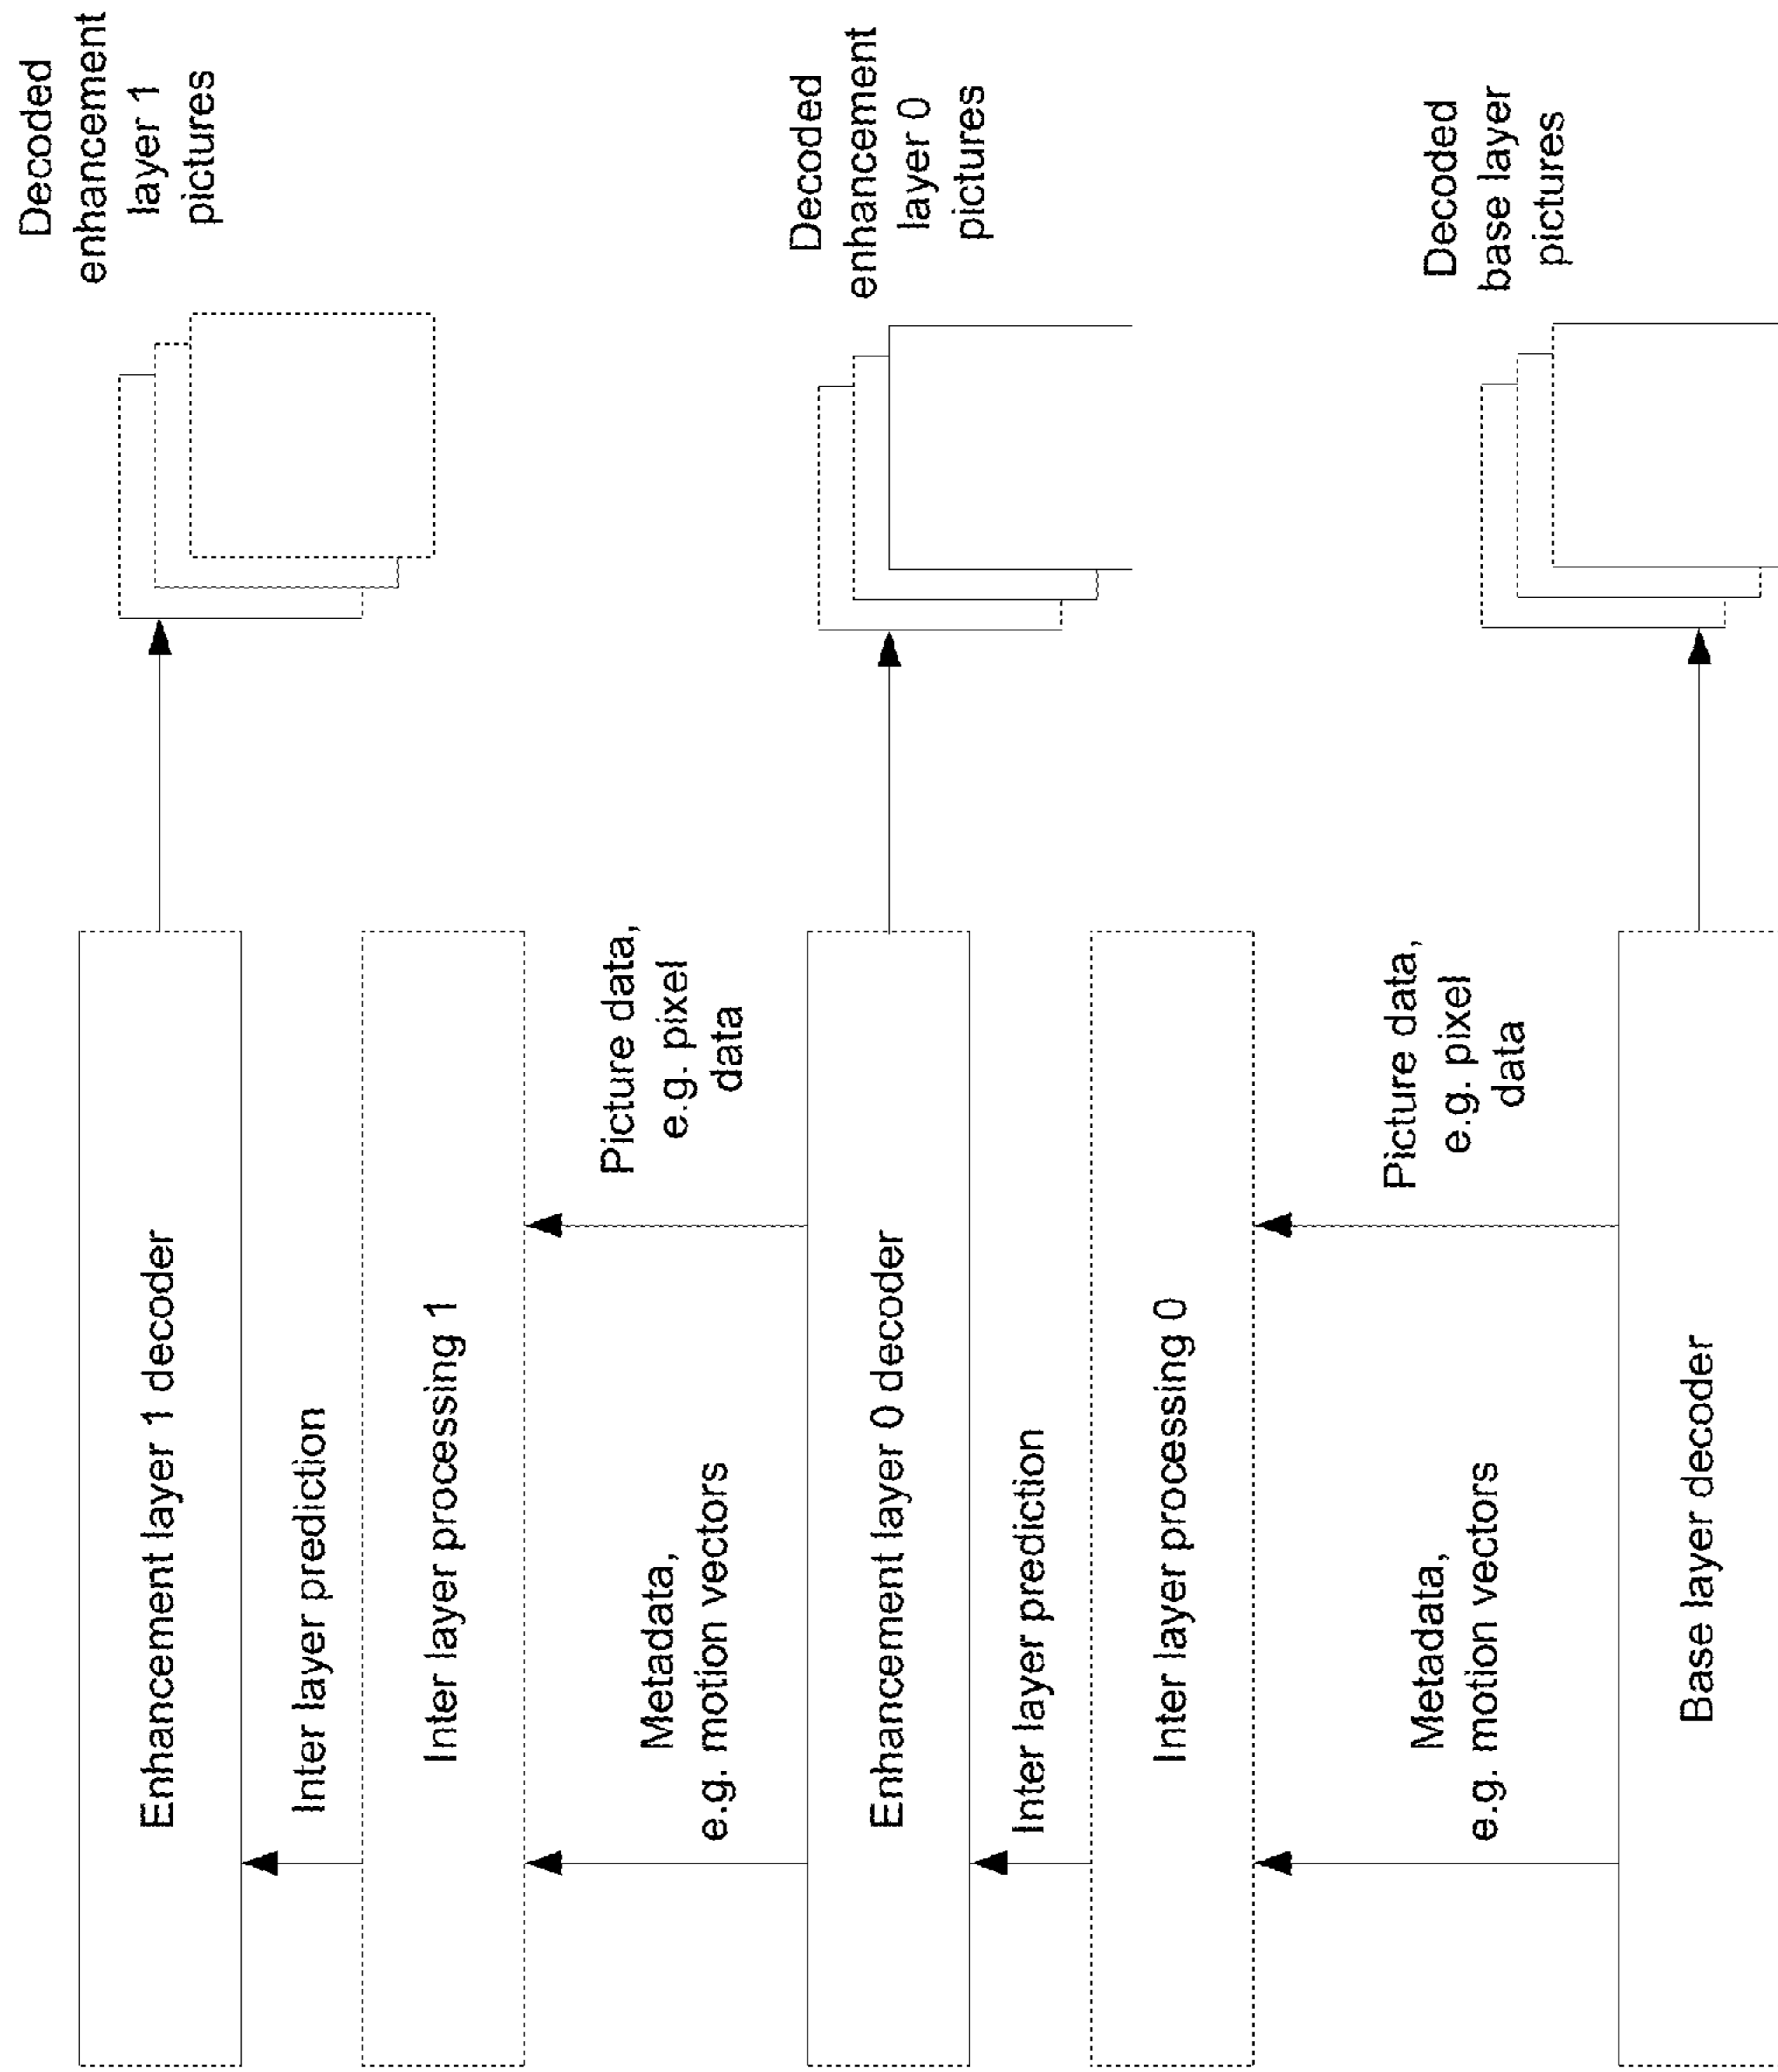 Decoded
enhancement
layer 1
pictures
Enhancement layer 1 decoder
Inter layer prediction
Inter layer processing 1
Metadata,
e.g. motion vectors
Picture data,
e.g. pixel
data
Decoded
enhancement
layer 0
pictures
Enhancement layer 0 decoder
Inter layer prediction
Inter layer processing 0
Metadata,
e.g. motion vectors
Picture data,
e.g. pixel
data
Decoded
base layer
pictures
Base layer decoder